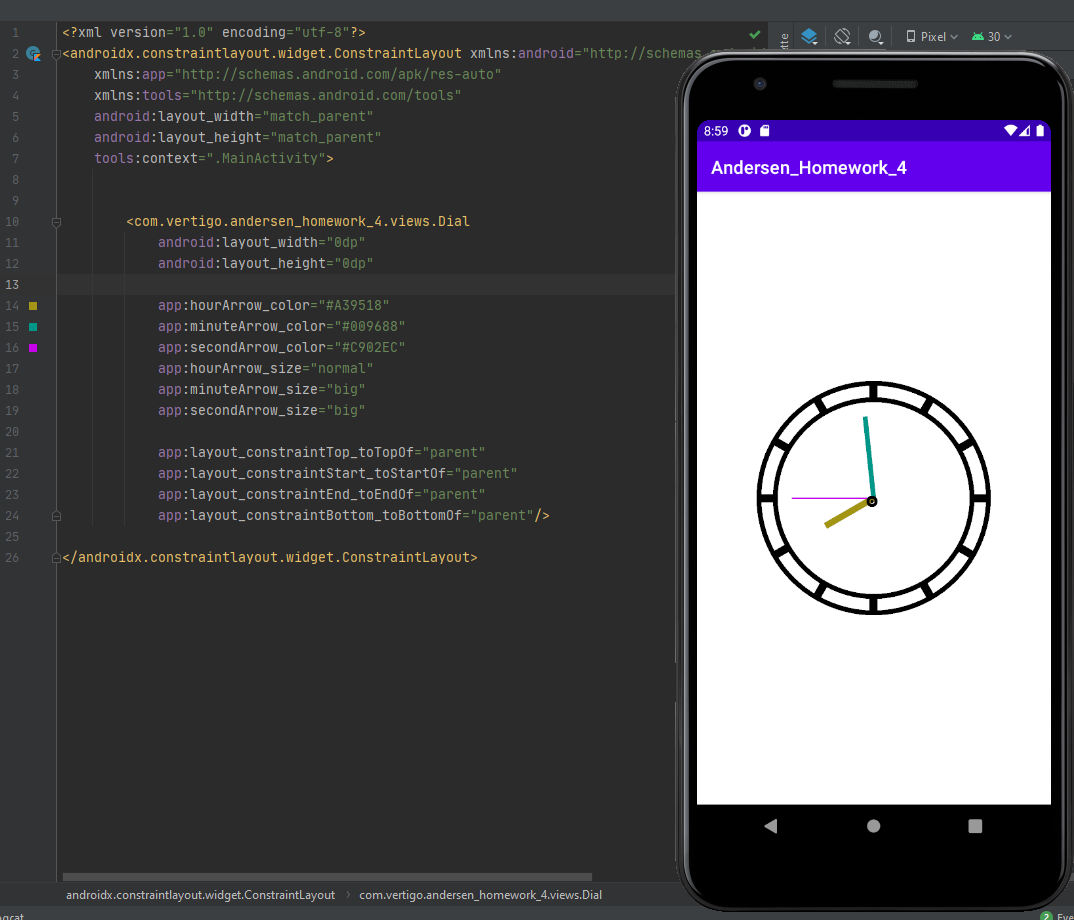 1 <?xml version="1.0" encoding="utf-8"?>
2 <androidx.constraintlayout.widget.ConstraintLayout xmlns:android="http://schemas.
3 xmlns:app="http://schemas.android.com/apk/res-auto"
4 xmlns:tools="http://schemas.android.com/tools"
5 android:layout_width="match_parent"
6 android:layout_height="match_parent"
7 tools:context=".MainActivity">
8
9
10 <com.vertigo.andersen_homework_4.views.Dial
11 android:layout_width="0dp"
12 android:layout_height="0dp"
13
14 app:hourArrow_color="#A39518"
15 app:minuteArrow_color="#009688"
16 app:secondArrow_color="#C902EC"
17 app:hourArrow_size="normal"
18 app:minuteArrow_size="big"
19 app:secondArrow_size="big"
20
21 app:layout_constraintTop_toTopOf="parent"
22 app:layout_constraintStart_toStartOf="parent"
23 app:layout_constraintEnd_toEndOf="parent"
24 app:layout_constraintBottom_toBottomOf="parent"/>
25
26 </androidx.constraintlayout.widget.ConstraintLayout>
Pixel 30
8:59
Andersen_Homework_4
androidx.constraintlayout.widget.ConstraintLayout com.vertigo.andersen_homework_4.views.Dial
2